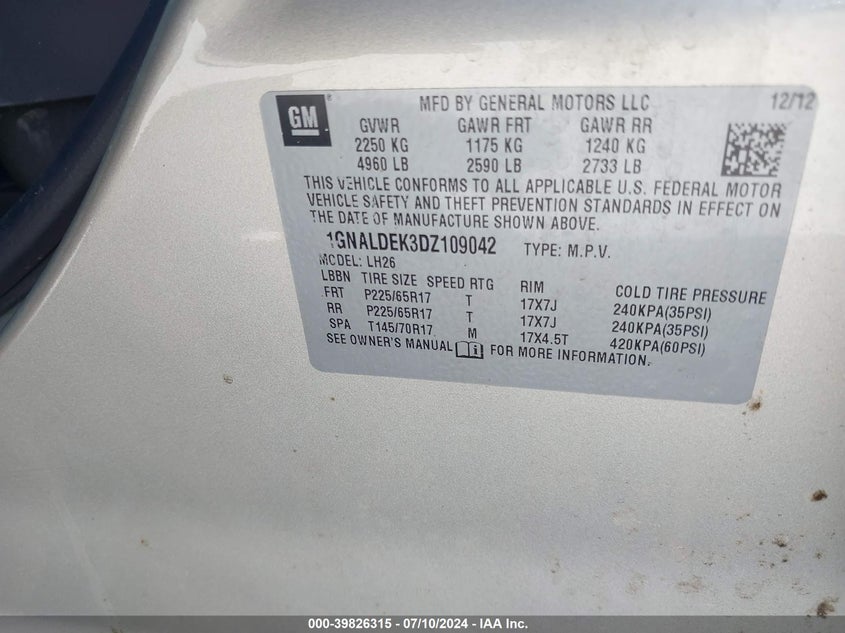 GM ®
MFD BY GENERAL MOTORS LLC 12/12
GVWR GAWR FRT GAWR RR
2250 KG 1175 KG 1240 KG
4960 LB 2590 LB 2733 LB
THIS VEHICLE CONFORMS TO ALL APPLICABLE U.S. FEDERAL MOTOR
VEHICLE SAFETY AND THEFT PREVENTION STANDARDS IN EFFECT ON
THE DATE OF MANUFACTURE SHOWN ABOVE.
1GNALDEK3DZ109042 TYPE: M.P.V.
MODEL: LH26
LBBN TIRE SIZE SPEED RTG RIM COLD TIRE PRESSURE
FRT P225/65R17 T 17X7J 240KPA(35PSI)
RR P225/65R17 T 17X7J 240KPA(35PSI)
SPA T145/70R17 M 17X4.5T 420KPA(60PSI)
SEE OWNER'S MANUAL FOR MORE INFORMATION.
000-39826315 - 07/10/2024 - IAA Inc.